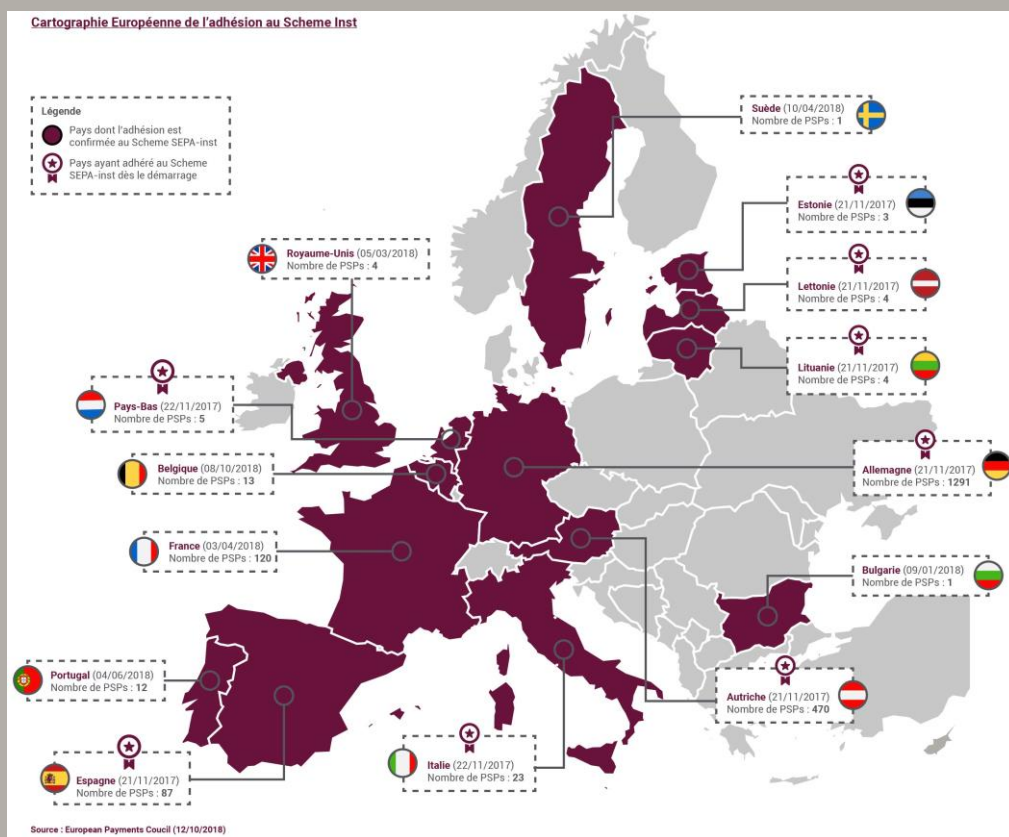 Cartographie Européenne de l'adhésion au Scheme Inst
Légende
Pays dont l'adhésion est
confirmée au Scheme SEPA-inst
Pays ayant adhéré au Scheme
SEPA-inst dès le démarrage
Suède (10/04/2018)
Nombre de PSPs : 1
Estonie (21/11/2017)
Nombre de PSPs : 3
Royaume-Unis (05/03/2018)
Nombre de PSPs : 4
Lettonie (21/11/2017)
Nombre de PSPs : 4
Lituanie (21/11/2017)
Nombre de PSPs : 4
Pays-Bas (22/11/2017)
Nombre de PSPs : 5
Belgique (08/10/2018)
Nombre de PSPs : 13
Allemagne (21/11/2017)
Nombre de PSPs : 1291
France (03/04/2018)
Nombre de PSPs : 120
Bulgarie (09/01/2018)
Nombre de PSPs : 1
Portugal (04/06/2018)
Nombre de PSPs : 12
Autriche (21/11/2017)
Nombre de PSPs : 470
Italie (22/11/2017)
Nombre de PSPs : 23
Espagne (21/11/2017)
Nombre de PSPs : 87
Source : European Payments Coucil (12/10/2018)